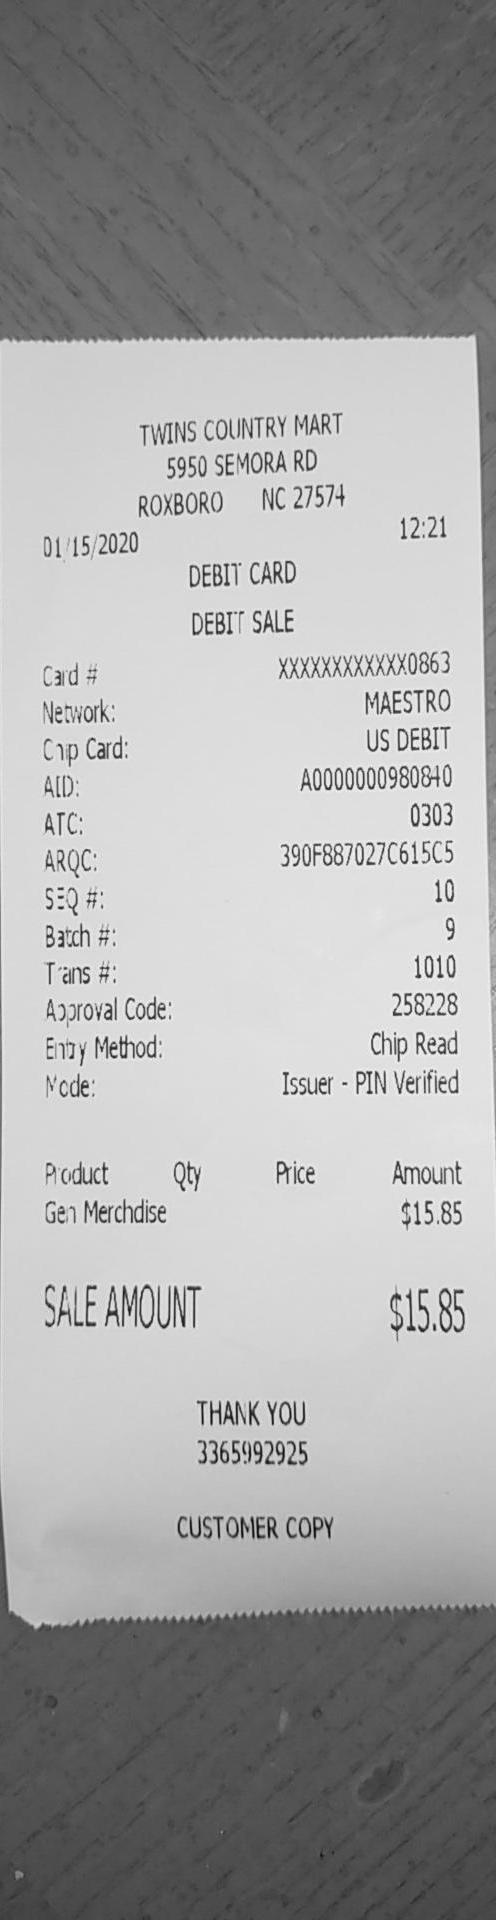 TWINS COUNTRY MART
5950 SEMORA RD
ROXBORO NC 27574
01/15/2020 12:21
DEBIT CARD
DEBIT SALE
Card # XXXXXXXXXXXX0863
Network: MAESTRO
Chip Card: US DEBIT
AID: A0000000980840
ATC: 0303
ARQC: 390F887027C615C5
SEQ #: 10
Batch #: 9
Trans #: 1010
Approval Code: 258228
Entry Method: Chip Read
Mode: Issuer - PIN Verified
Product Qty Price Amount
Gen Merchdise $15.85
SALE AMOUNT $15.85
THANK YOU
3365992925
CUSTOMER COPY